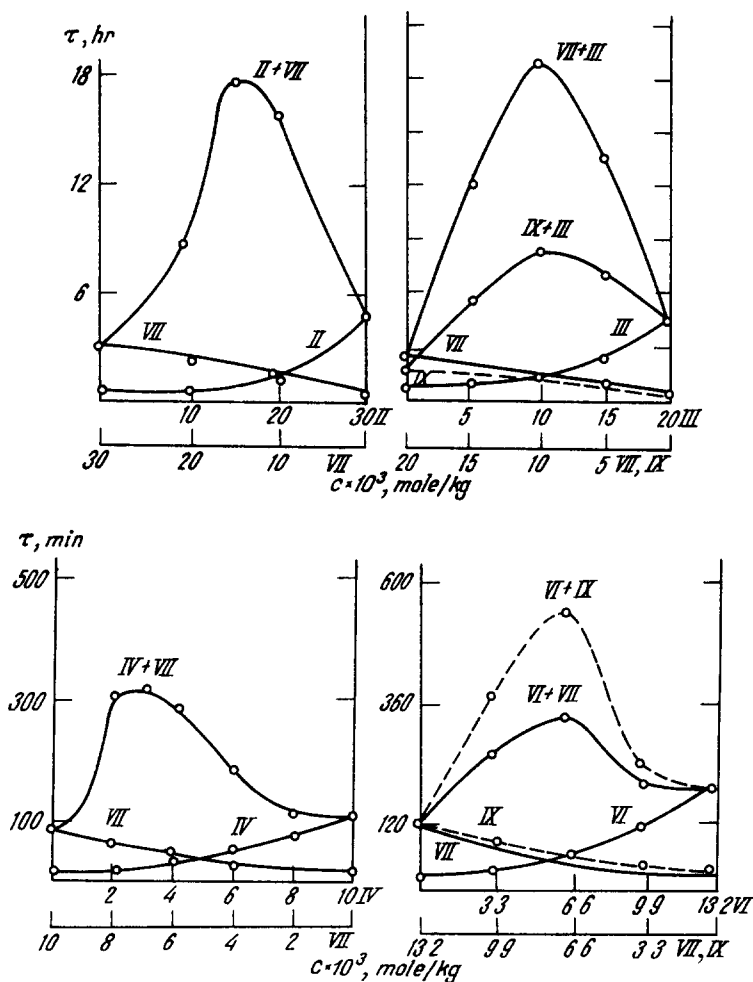 τ, hr
18
12
6
II + VII
VII
II
10 20 30 II
30 20 10 VII
VII + III
IX + III
VII
III
IX
5 10 15 20 III
20 15 10 5 VII, IX
c×10³, mole/kg
τ, min
500
300
100
IV + VII
VII
IV
2 4 6 8 10 IV
10 8 6 4 2 VII
600
360
120
VI + IX
VI + VII
IX
VI
VII
3 3 6 6 9 9 13 2 VI
13 2 9 9 6 6 3 3 VII, IX
c×10³, mole/kg